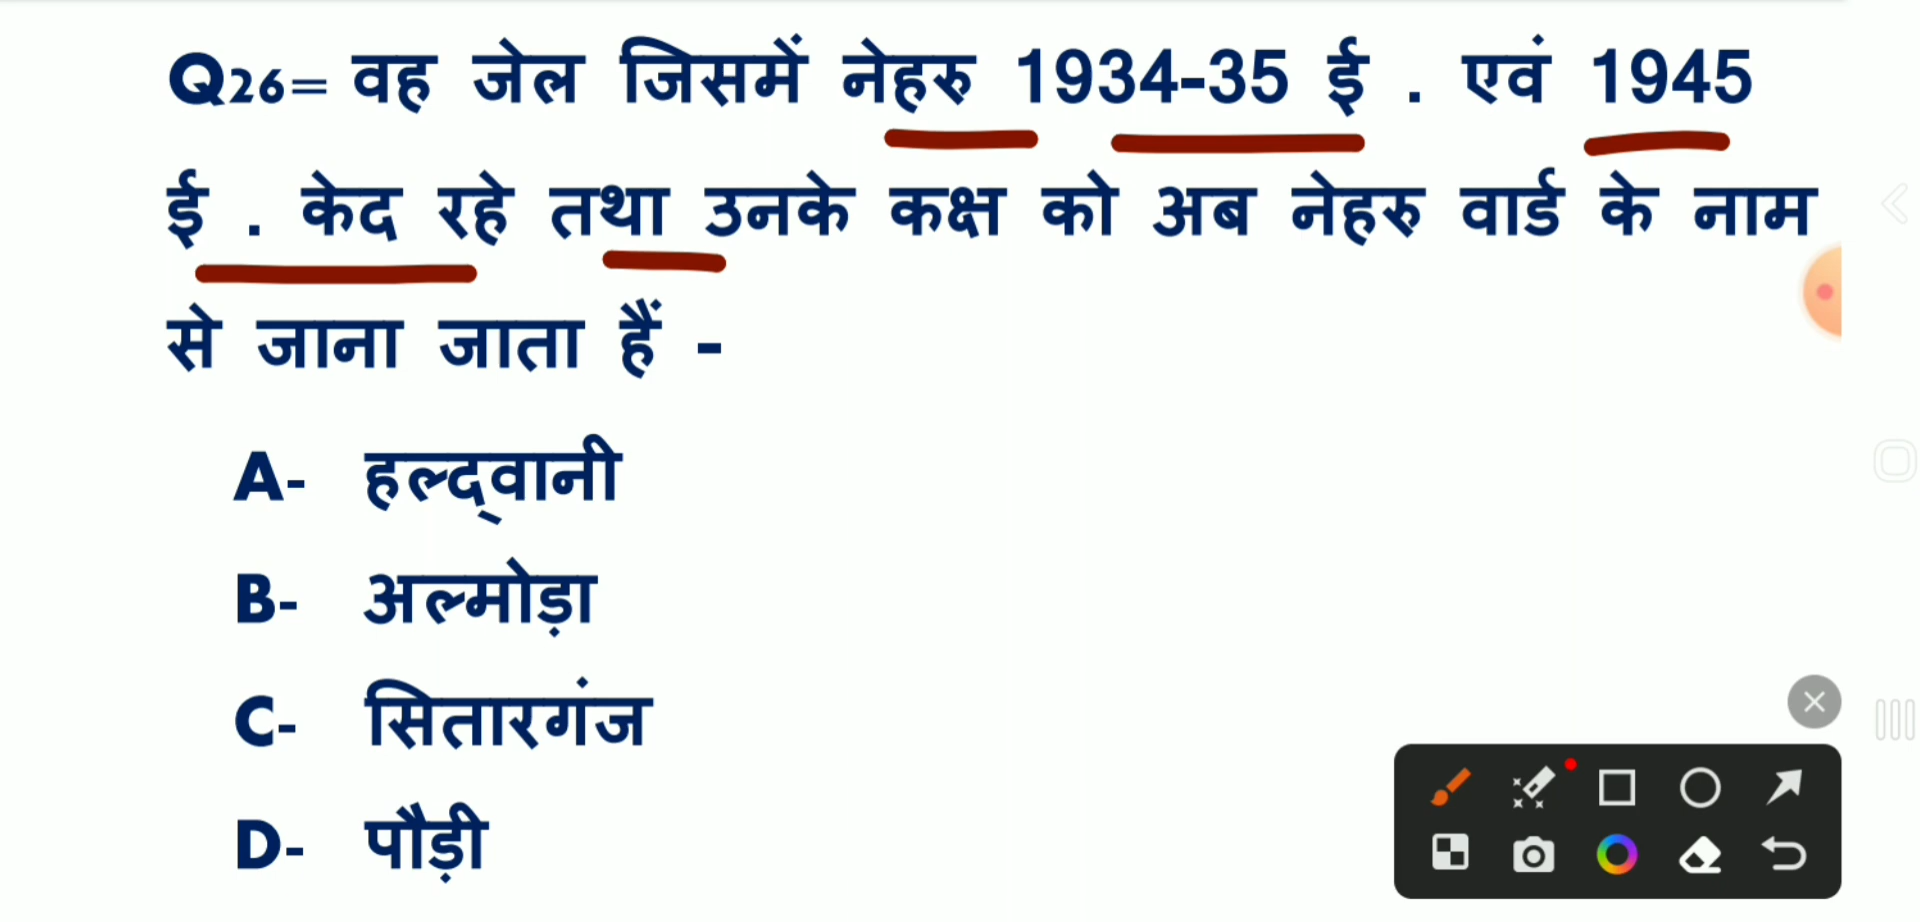 Q26= वह जेल जिसमें नेहरु 1934-35 ई . एवं 1945
ई . केद रहे तथा उनके कक्ष को अब नेहरु वार्ड के नाम
से जाना जाता हैं -
A- हल्द्वानी
B- अल्मोड़ा
C- सितारगंज
D- पौड़ी